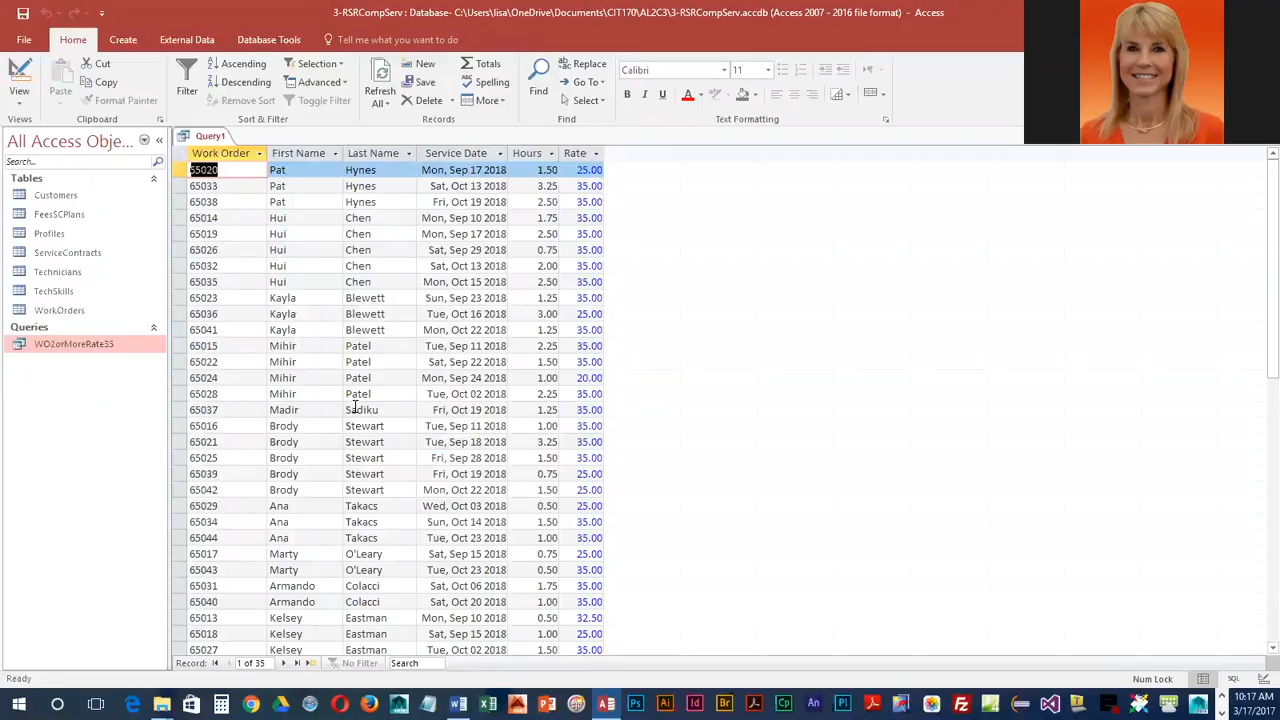 3-RSRCompServ : Database- C:\Users\lisa\OneDrive\Documents\CIT170\AL2C3\3-RSRCompServ.accdb (Access 2007 - 2016 file format) - Access
File Home Create External Data Database Tools Tell me what you want to do
View Paste Cut Copy Format Painter Filter Ascending Descending Remove Sort Selection Advanced Toggle Filter Refresh All New Save Delete Totals Spelling More Find Replace Go To Select Calibri 11 B I U A
Views Clipboard Sort & Filter Records Find Text Formatting
All Access Obje...
Search...
Tables
Customers
FeesSCPlans
Profiles
ServiceContracts
Technicians
TechSkills
WorkOrders
Queries
WO2orMoreRate35
Query1
Work Order First Name Last Name Service Date Hours Rate
65020 Pat Hynes Mon, Sep 17 2018 1.50 25.00
65033 Pat Hynes Sat, Oct 13 2018 3.25 35.00
65038 Pat Hynes Fri, Oct 19 2018 2.50 35.00
65014 Hui Chen Mon, Sep 10 2018 1.75 35.00
65019 Hui Chen Mon, Sep 17 2018 2.50 35.00
65026 Hui Chen Sat, Sep 29 2018 0.75 35.00
65032 Hui Chen Sat, Oct 13 2018 2.00 35.00
65035 Hui Chen Mon, Oct 15 2018 2.50 35.00
65023 Kayla Blewett Sun, Sep 23 2018 1.25 35.00
65036 Kayla Blewett Tue, Oct 16 2018 3.00 25.00
65041 Kayla Blewett Mon, Oct 22 2018 1.25 35.00
65015 Mihir Patel Tue, Sep 11 2018 2.25 35.00
65022 Mihir Patel Sat, Sep 22 2018 1.50 35.00
65024 Mihir Patel Mon, Sep 24 2018 1.00 20.00
65028 Mihir Patel Tue, Oct 02 2018 2.25 35.00
65037 Madir Sadiku Fri, Oct 19 2018 1.25 35.00
65016 Brody Stewart Tue, Sep 11 2018 1.00 35.00
65021 Brody Stewart Tue, Sep 18 2018 3.25 35.00
65025 Brody Stewart Fri, Sep 28 2018 1.50 35.00
65039 Brody Stewart Fri, Oct 19 2018 0.75 25.00
65042 Brody Stewart Mon, Oct 22 2018 1.50 25.00
65029 Ana Takacs Wed, Oct 03 2018 0.50 25.00
65034 Ana Takacs Sun, Oct 14 2018 1.50 35.00
65044 Ana Takacs Tue, Oct 23 2018 1.00 35.00
65017 Marty O'Leary Sat, Sep 15 2018 0.75 25.00
65043 Marty O'Leary Tue, Oct 23 2018 0.50 35.00
65031 Armando Colacci Sat, Oct 06 2018 1.75 35.00
65040 Armando Colacci Sat, Oct 20 2018 1.00 35.00
65013 Kelsey Eastman Mon, Sep 10 2018 0.50 32.50
65018 Kelsey Eastman Sat, Sep 15 2018 1.00 25.00
65027 Kelsey Eastman Tue, Oct 02 2018 1.50 35.00
Record: 1 of 35 No Filter Search
Ready Num Lock SQL
Ps Ai Id Br Cp An Pl
10:17 AM
3/17/2017